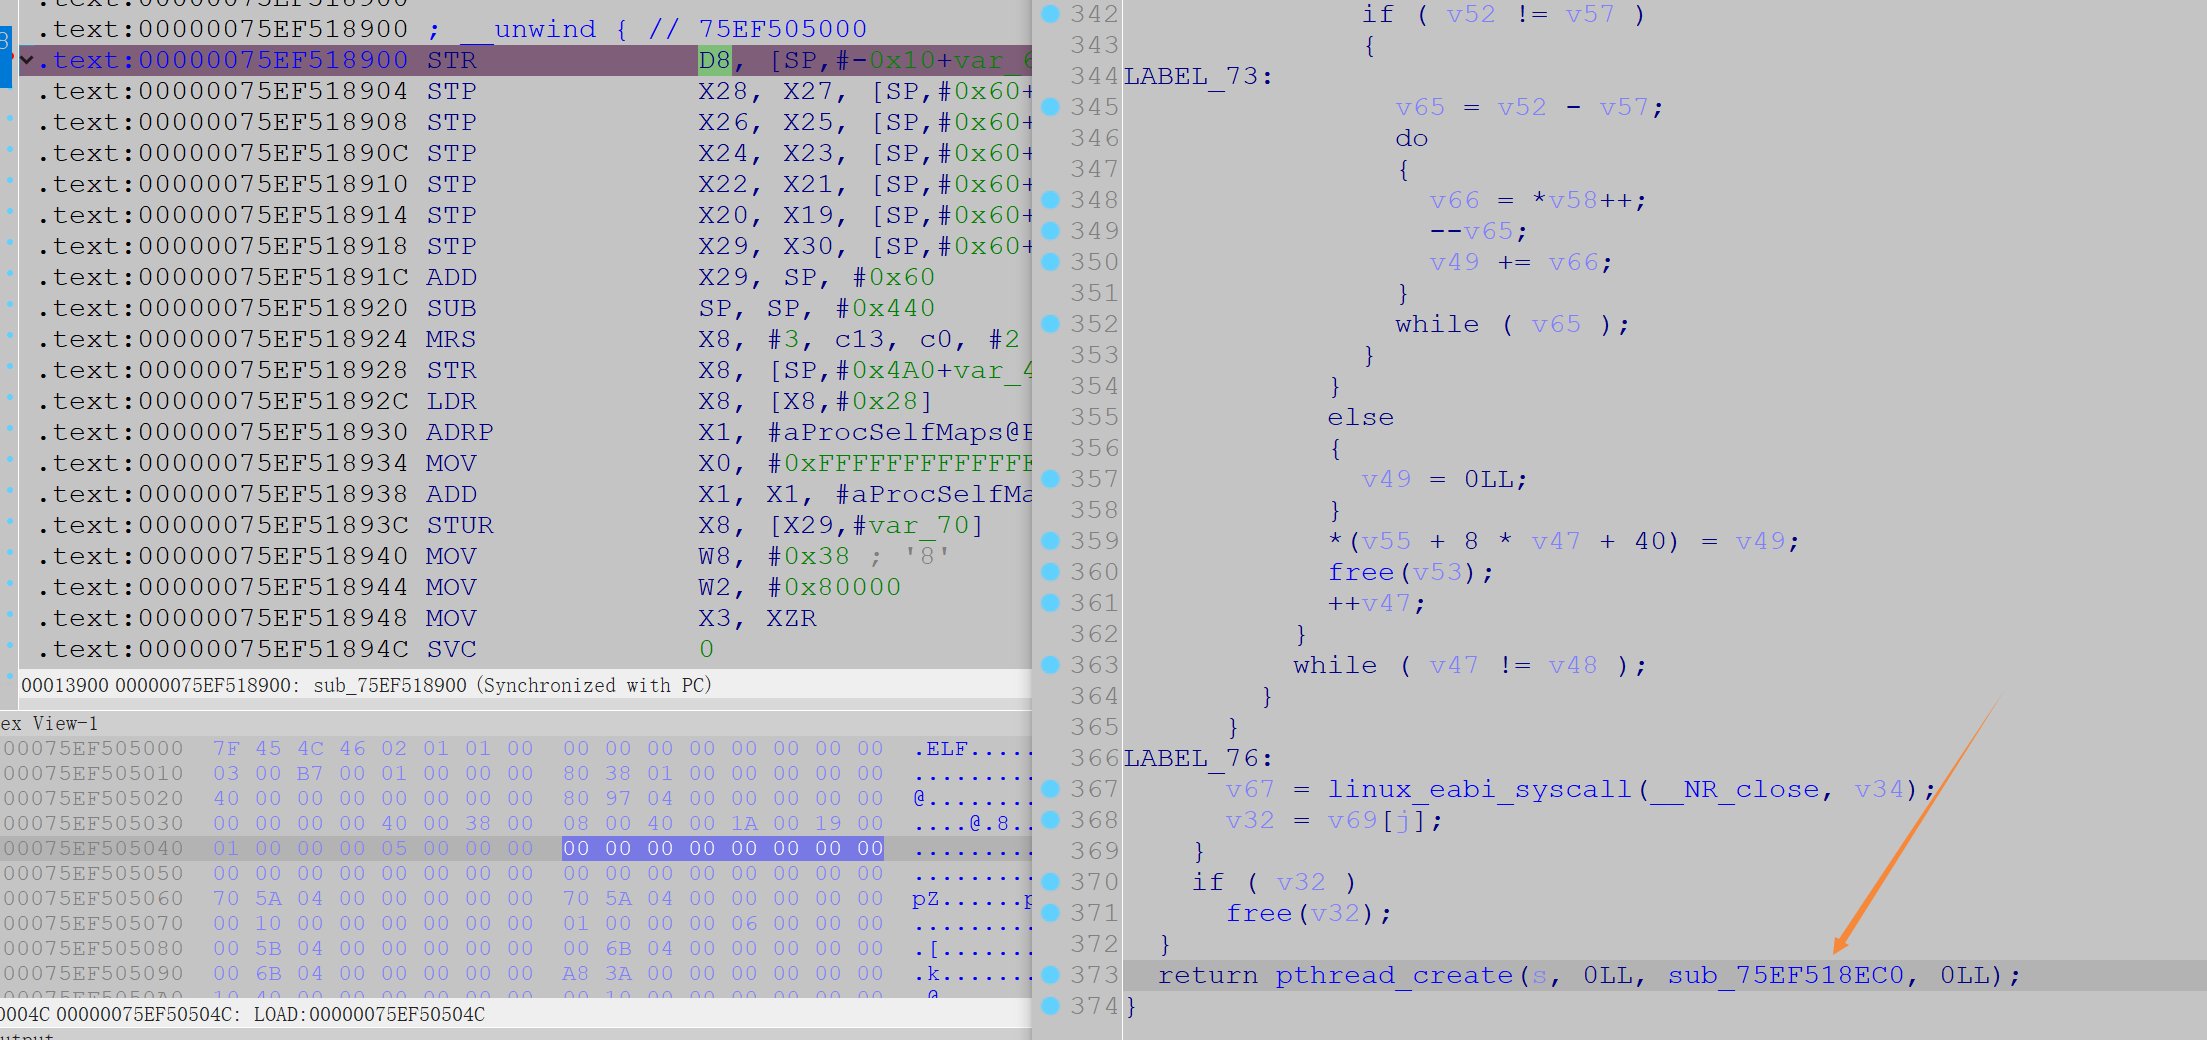 .text:00000075EF518900
.text:00000075EF518900 ; __unwind { // 75EF505000
.text:00000075EF518900 STR D8, [SP,#-0x10+var_6
.text:00000075EF518904 STP X28, X27, [SP,#0x60+
.text:00000075EF518908 STP X26, X25, [SP,#0x60+
.text:00000075EF51890C STP X24, X23, [SP,#0x60+
.text:00000075EF518910 STP X22, X21, [SP,#0x60+
.text:00000075EF518914 STP X20, X19, [SP,#0x60+
.text:00000075EF518918 STP X29, X30, [SP,#0x60+
.text:00000075EF51891C ADD X29, SP, #0x60
.text:00000075EF518920 SUB SP, SP, #0x440
.text:00000075EF518924 MRS X8, #3, c13, c0, #2
.text:00000075EF518928 STR X8, [SP,#0x4A0+var_4
.text:00000075EF51892C LDR X8, [X8,#0x28]
.text:00000075EF518930 ADRP X1, #aProcSelfMaps@P
.text:00000075EF518934 MOV X0, #0xFFFFFFFFFFFFF
.text:00000075EF518938 ADD X1, X1, #aProcSelfMa
.text:00000075EF51893C STUR X8, [X29,#var_70]
.text:00000075EF518940 MOV W8, #0x38 ; '8'
.text:00000075EF518944 MOV W2, #0x80000
.text:00000075EF518948 MOV X3, XZR
.text:00000075EF51894C SVC 0
00013900 00000075EF518900: sub_75EF518900 (Synchronized with PC)
ex View-1
00075EF505000 7F 45 4C 46 02 01 01 00 00 00 00 00 00 00 00 00 .ELF.....
00075EF505010 03 00 B7 00 01 00 00 00 80 38 01 00 00 00 00 00 .........
00075EF505020 40 00 00 00 00 00 00 00 80 97 04 00 00 00 00 00 @........
00075EF505030 00 00 00 00 40 00 38 00 08 00 40 00 1A 00 19 00 ....@.8..
00075EF505040 01 00 00 00 05 00 00 00 00 00 00 00 00 00 00 00 .........
00075EF505050 00 00 00 00 00 00 00 00 00 00 00 00 00 00 00 00 .........
00075EF505060 70 5A 04 00 00 00 00 00 70 5A 04 00 00 00 00 00 pZ......p
00075EF505070 00 10 00 00 00 00 00 00 01 00 00 00 06 00 00 00 .........
00075EF505080 00 5B 04 00 00 00 00 00 00 6B 04 00 00 00 00 00 .[.......
00075EF505090 00 6B 04 00 00 00 00 00 A8 3A 00 00 00 00 00 00 .k.......
0004C 00000075EF50504C: LOAD:00000075EF50504C
342 if ( v52 != v57 )
343 {
344 LABEL_73:
345 v65 = v52 - v57;
346 do
347 {
348 v66 = *v58++;
349 --v65;
350 v49 += v66;
351 }
352 while ( v65 );
353 }
354 }
355 else
356 {
357 v49 = 0LL;
358 }
359 *(v55 + 8 * v47 + 40) = v49;
360 free(v53);
361 ++v47;
362 }
363 while ( v47 != v48 );
364 }
365 }
366 LABEL_76:
367 v67 = linux_eabi_syscall(__NR_close, v34);
368 v32 = v69[j];
369 }
370 if ( v32 )
371 free(v32);
372 }
373 return pthread_create(s, 0LL, sub_75EF518EC0, 0LL);
374 }